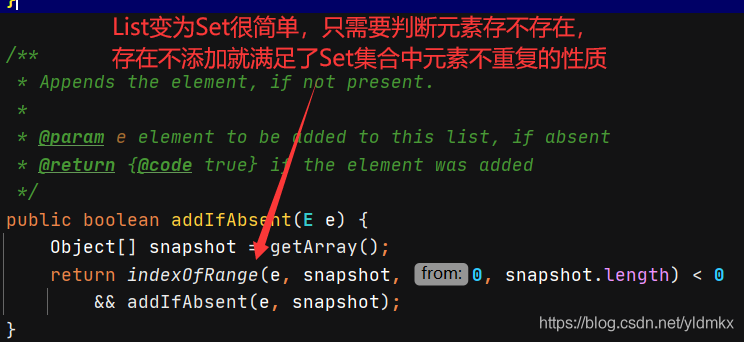 }
List变为Set很简单，只需要判断元素存不存在，
存在不添加就满足了Set集合中元素不重复的性质
/**
* Appends the element, if not present.
*
* @param e element to be added to this list, if absent
* @return {@code true} if the element was added
*/
public boolean addIfAbsent(E e) {
Object[] snapshot = getArray();
return indexOfRange(e, snapshot, from: 0, snapshot.length) < 0
&& addIfAbsent(e, snapshot);
}
https://blog.csdn.net/yldmkx